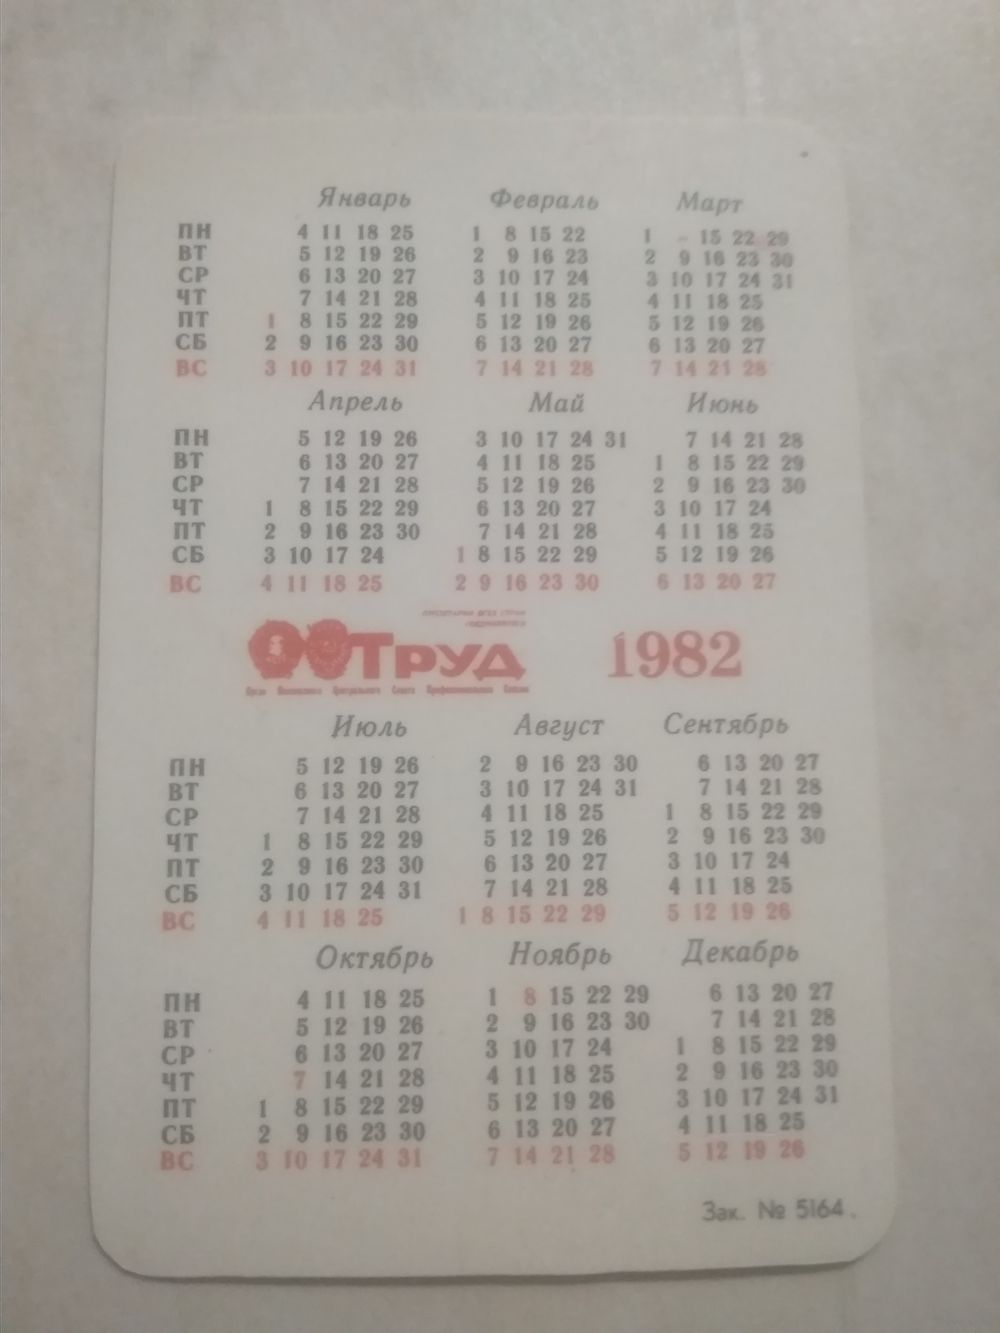 Январь Февраль Март
ПН 4 11 18 25 1 8 15 22 1 15 22 29
ВТ 5 12 19 26 2 9 16 23 2 9 16 23 30
СР 6 13 20 27 3 10 17 24 3 10 17 24 31
ЧТ 7 14 21 28 4 11 18 25 4 11 18 25
ПТ 1 8 15 22 29 5 12 19 26 5 12 19 26
СБ 2 9 16 23 30 6 13 20 27 6 13 20 27
ВС 3 10 17 24 31 7 14 21 28 7 14 21 28
Апрель Май Июнь
ПН 5 12 19 26 3 10 17 24 31 7 14 21 28
ВТ 6 13 20 27 4 11 18 25 1 8 15 22 29
СР 7 14 21 28 5 12 19 26 2 9 16 23 30
ЧТ 1 8 15 22 29 6 13 20 27 3 10 17 24
ПТ 2 9 16 23 30 7 14 21 28 4 11 18 25
СБ 3 10 17 24 1 8 15 22 29 5 12 19 26
ВС 4 11 18 25 2 9 16 23 30 6 13 20 27
ПРОЛЕТАРИИ ВСЕХ СТРАН
СОЕДИНЯЙТЕСЬ
Труд 1982
Орган Всесоюзного Центрального Совета Профессиональных Союзов
Июль Август Сентябрь
ПН 5 12 19 26 2 9 16 23 30 6 13 20 27
ВТ 6 13 20 27 3 10 17 24 31 7 14 21 28
СР 7 14 21 28 4 11 18 25 1 8 15 22 29
ЧТ 1 8 15 22 29 5 12 19 26 2 9 16 23 30
ПТ 2 9 16 23 30 6 13 20 27 3 10 17 24
СБ 3 10 17 24 31 7 14 21 28 4 11 18 25
ВС 4 11 18 25 1 8 15 22 29 5 12 19 26
Октябрь Ноябрь Декабрь
ПН 4 11 18 25 1 8 15 22 29 6 13 20 27
ВТ 5 12 19 26 2 9 16 23 30 7 14 21 28
СР 6 13 20 27 3 10 17 24 1 8 15 22 29
ЧТ 7 14 21 28 4 11 18 25 2 9 16 23 30
ПТ 1 8 15 22 29 5 12 19 26 3 10 17 24 31
СБ 2 9 16 23 30 6 13 20 27 4 11 18 25
ВС 3 10 17 24 31 7 14 21 28 5 12 19 26
Зак. № 5164.